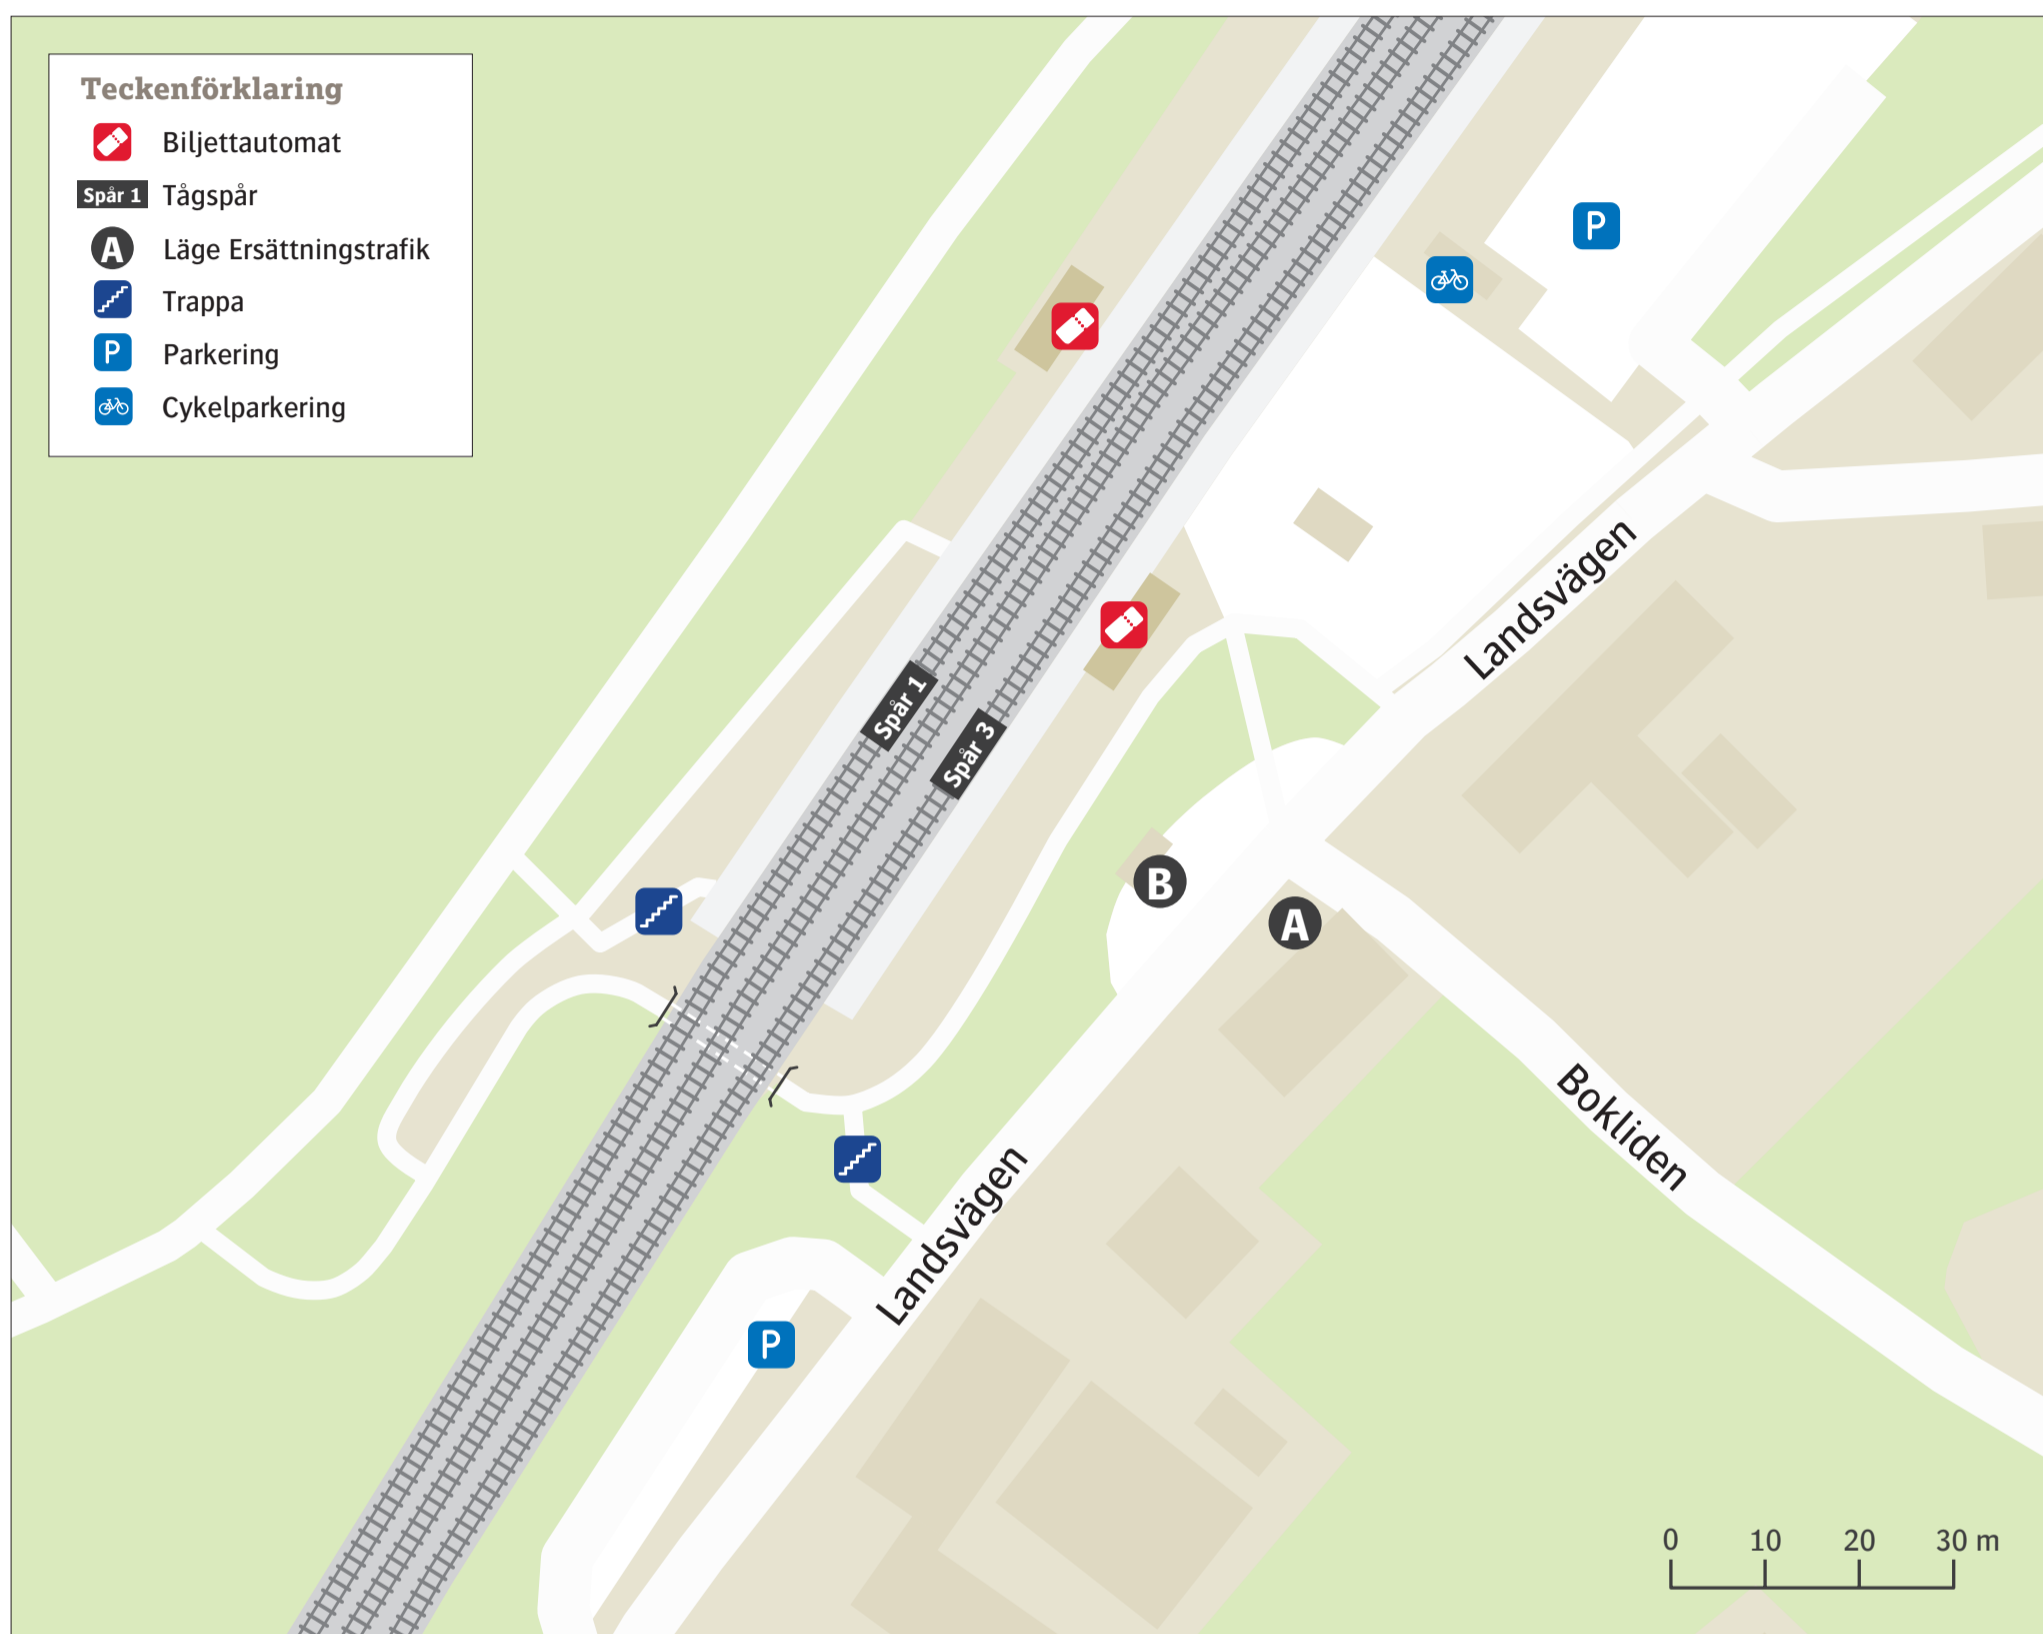 Teckenförklaring
Biljettautomat
Spår 1 Tågspår
A Läge Ersättningstrafik
Trappa
P Parkering
Cykelparkering
P
Landsvägen
Spår 1
Spår 3
B
A
Bokliden
Landsvägen
P
0 10 20 30 m